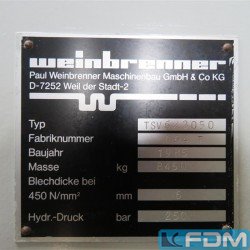 weinbrenner
Paul Weinbrenner Maschinenbau GmbH & Co KG
D-7252 Weil der Stadt-2
Typ
Fabriknummer
Baujahr
Masse kg 8450
Blechdicke bei
450 N/mm² mm 6
Hydr.-Druck bar 250
FDM